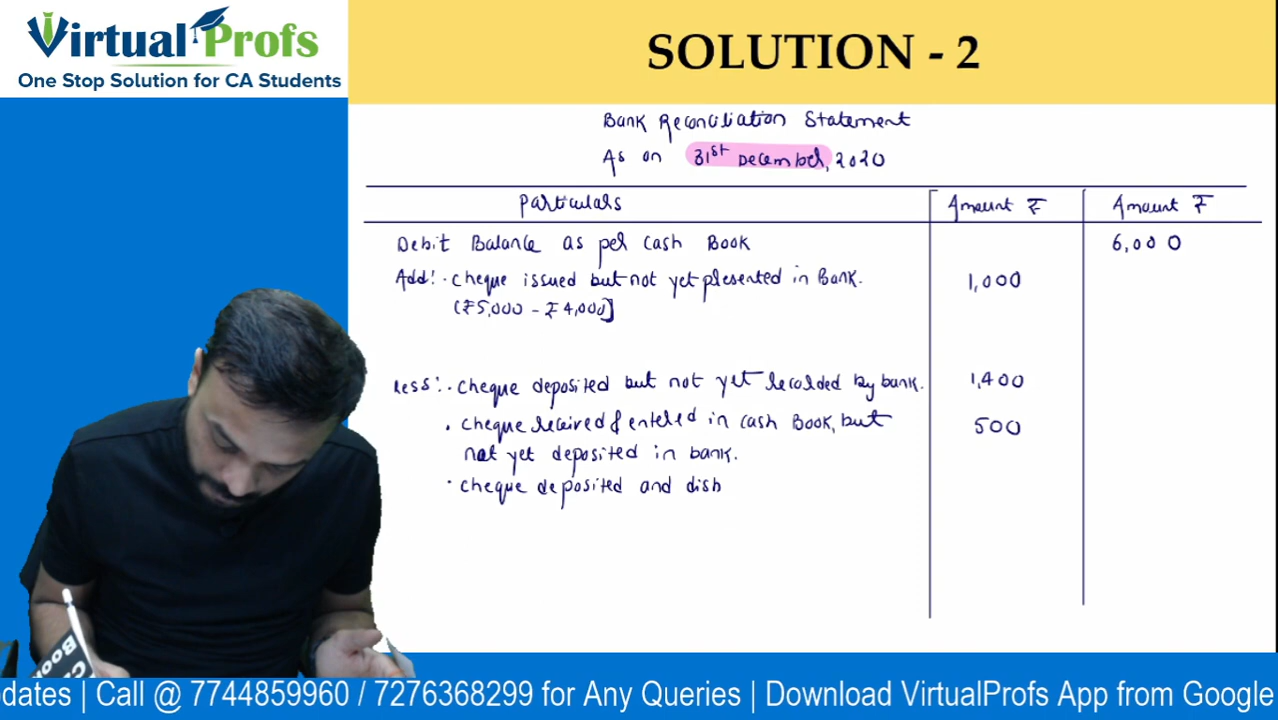 Virtual Profs
One Stop Solution for CA Students
SOLUTION - 2
Bank Reconciliation Statement
As on 31st December, 2020
Particulars Amount ₹ Amount ₹
Debit Balance as per Cash Book 6,000
Add: · Cheque issued but not yet presented in Bank. 1,000
(₹5,000 - ₹4,000]
Less: · Cheque deposited but not yet recorded by bank. 1,400
· Cheque received & entered in Cash Book, but 500
not yet deposited in bank.
· Cheque deposited and dish
Book
pdates | Call @ 7744859960 / 7276368299 for Any Queries | Download VirtualProfs App from Google